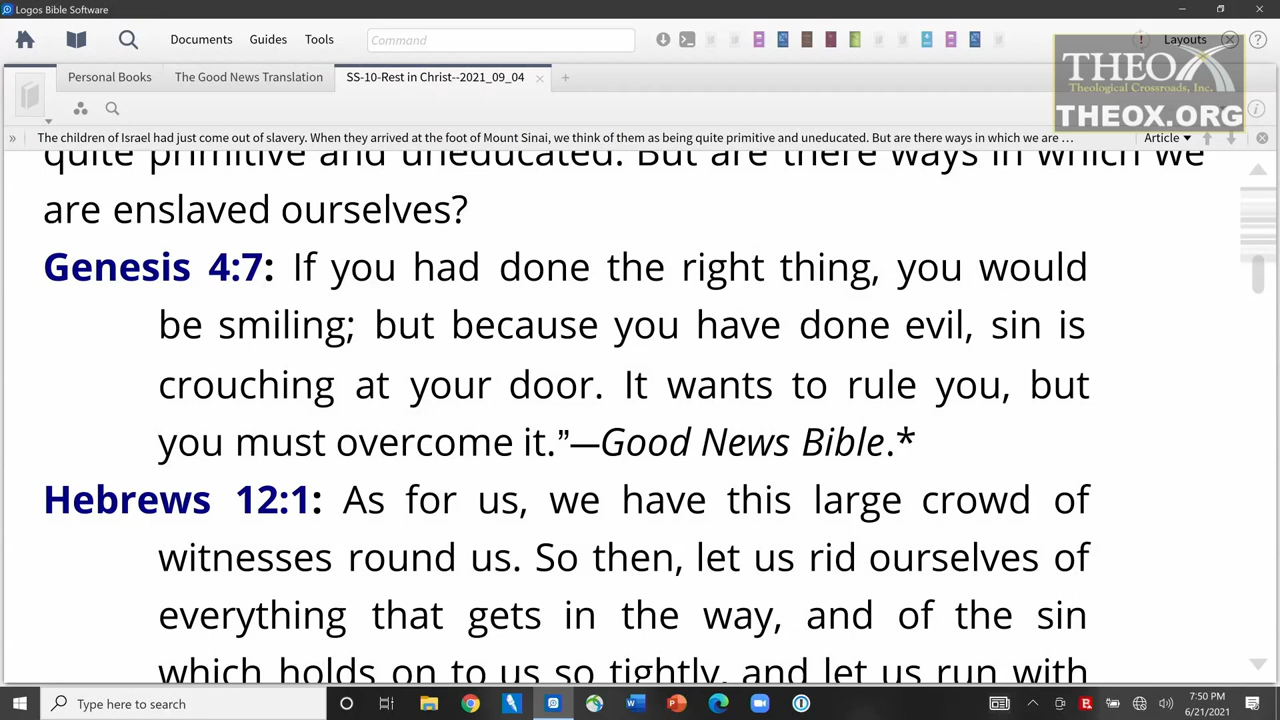 Logos Bible Software
Documents Guides Tools Command Layouts
THEOX
Theological Crossroads, Inc.
THEOX.ORG
Personal Books The Good News Translation SS-10-Rest in Christ--2021_09_04
The children of Israel had just come out of slavery. When they arrived at the foot of Mount Sinai, we think of them as being quite primitive and uneducated. But are there ways in which we are … Article
quite primitive and uneducated. But are there ways in which we
are enslaved ourselves?
Genesis 4:7: If you had done the right thing, you would
be smiling; but because you have done evil, sin is
crouching at your door. It wants to rule you, but
you must overcome it.”—Good News Bible.*
Hebrews 12:1: As for us, we have this large crowd of
witnesses round us. So then, let us rid ourselves of
everything that gets in the way, and of the sin
which holds on to us so tightly, and let us run with
Type here to search
7:50 PM
6/21/2021